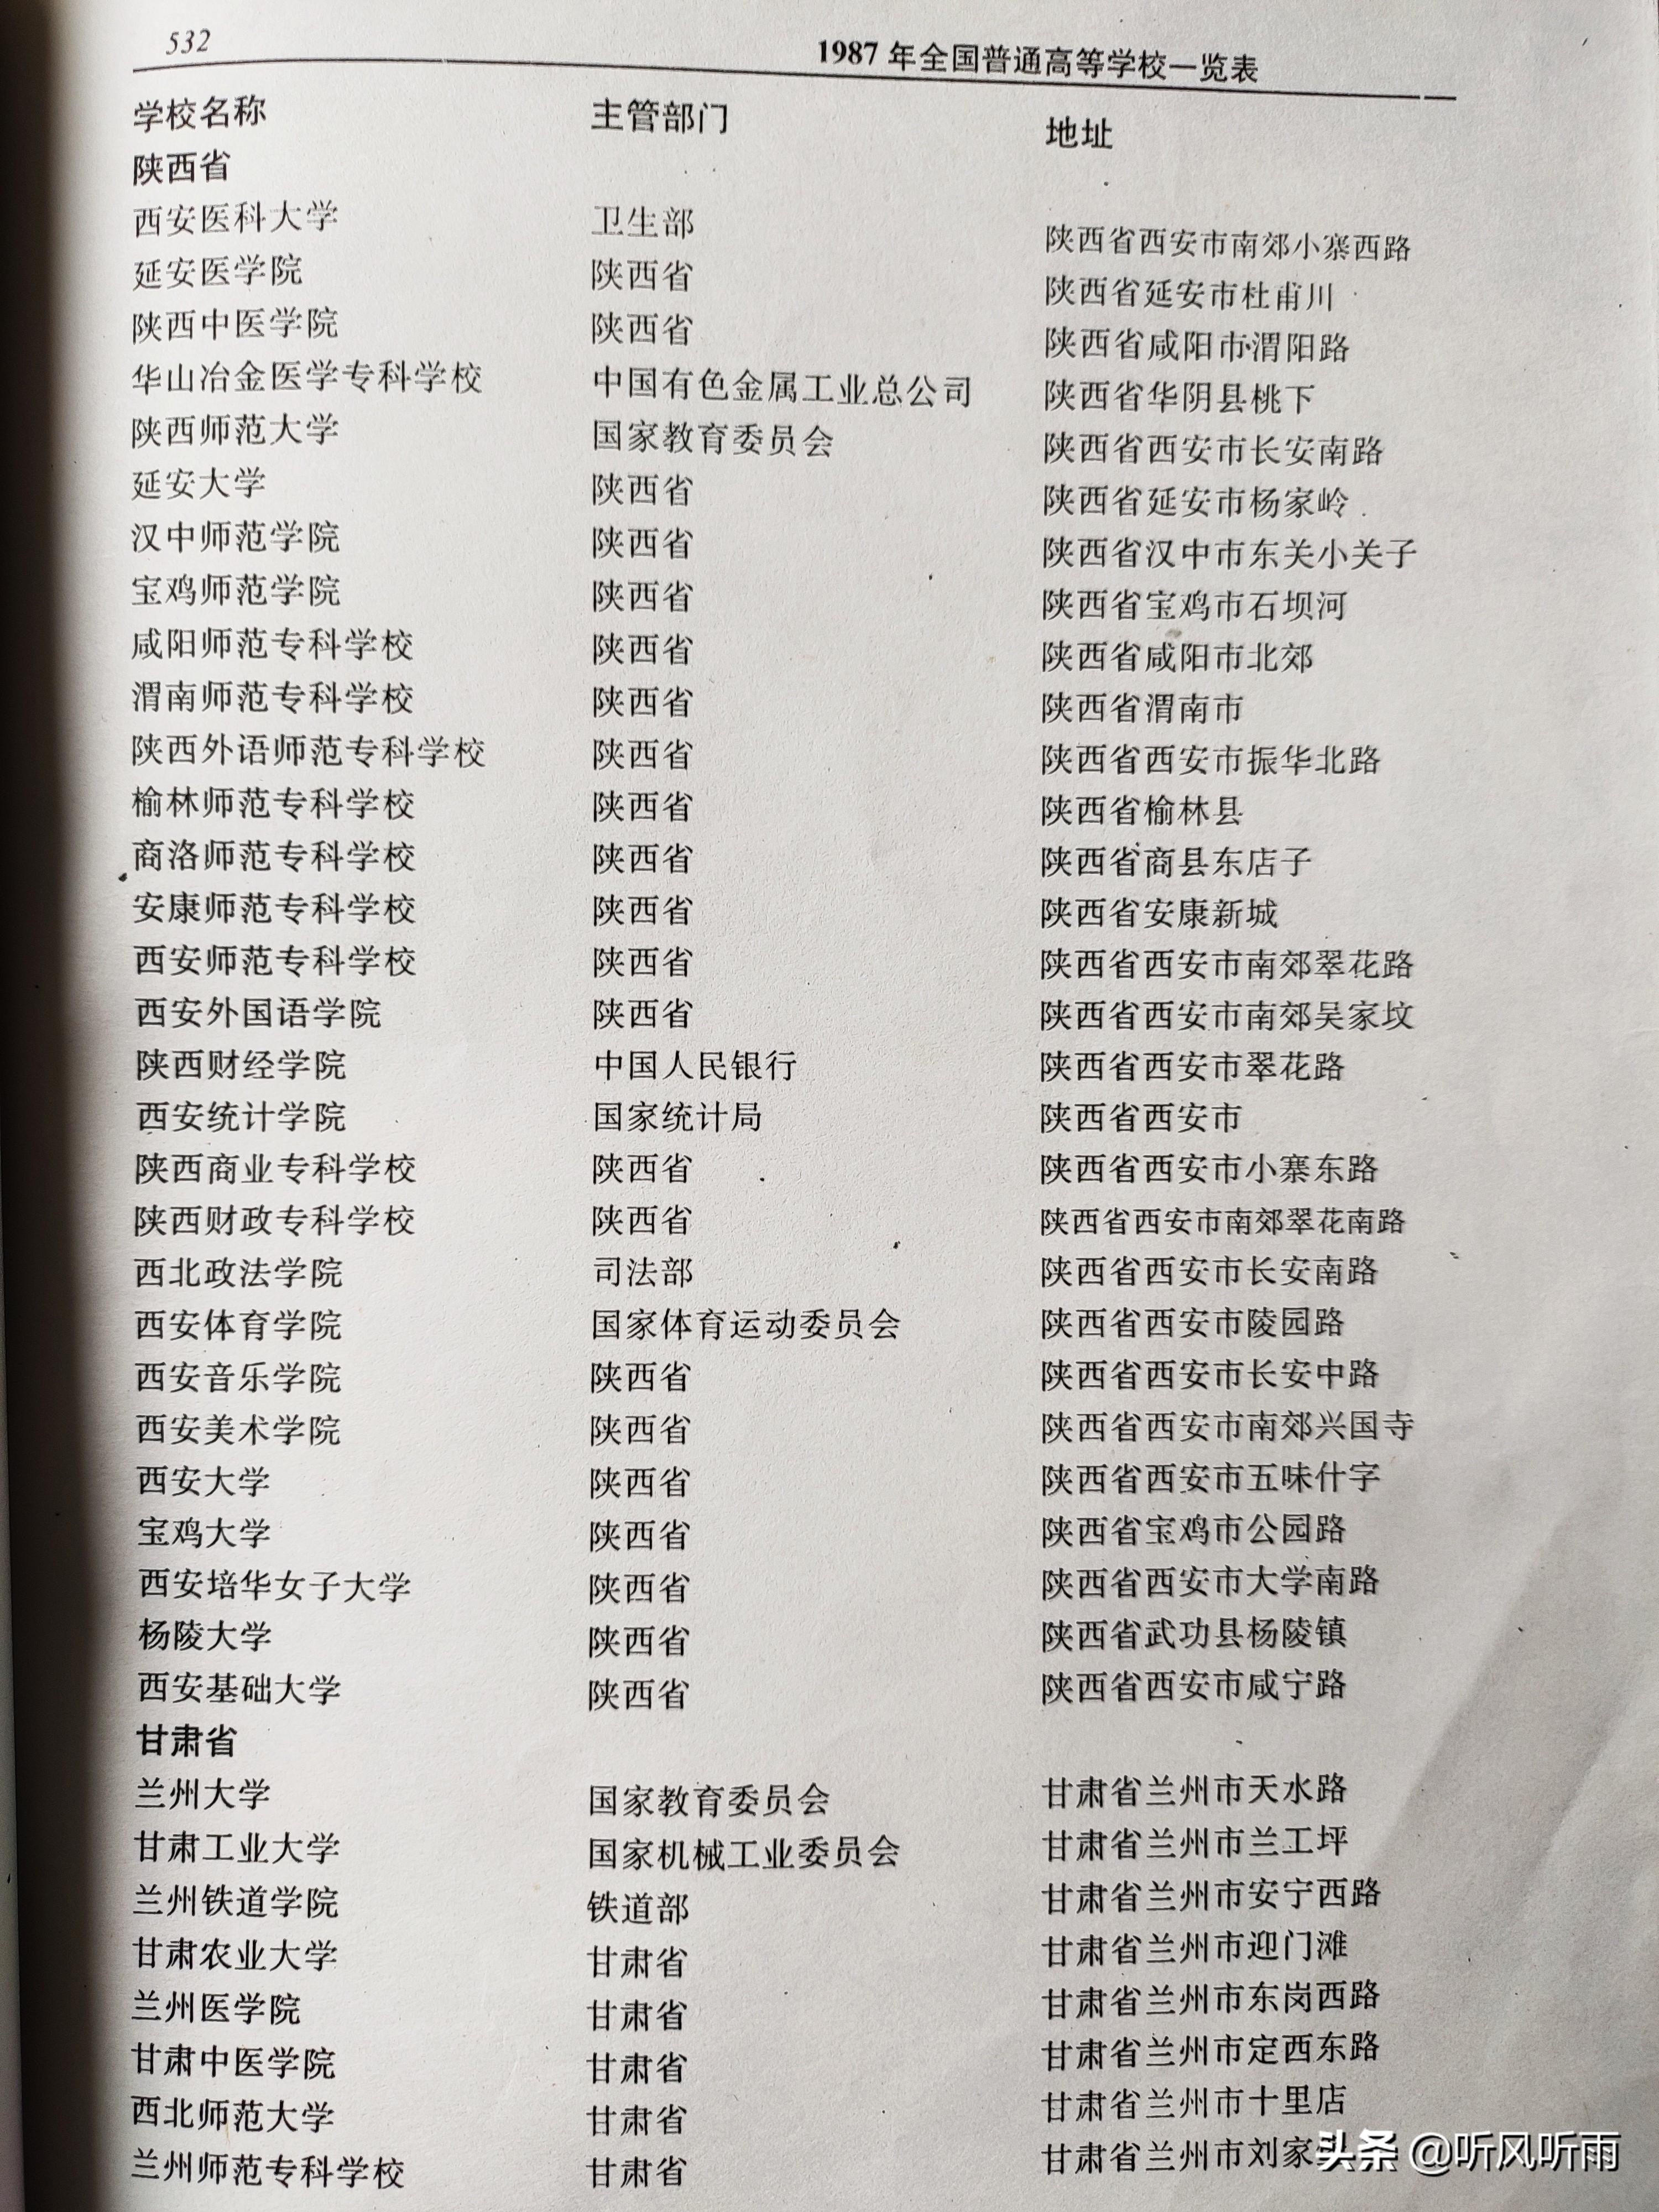 532
1987年全国普通高等学校一览表
学校名称 主管部门 地址
陕西省
西安医科大学 卫生部 陕西省西安市南郊小寨西路
延安医学院 陕西省 陕西省延安市杜甫川
陕西中医学院 陕西省 陕西省咸阳市渭阳路
华山冶金医学专科学校 中国有色金属工业总公司 陕西省华阴县桃下
陕西师范大学 国家教育委员会 陕西省西安市长安南路
延安大学 陕西省 陕西省延安市杨家岭
汉中师范学院 陕西省 陕西省汉中市东关小关子
宝鸡师范学院 陕西省 陕西省宝鸡市石坝河
咸阳师范专科学校 陕西省 陕西省咸阳市北郊
渭南师范专科学校 陕西省 陕西省渭南市
陕西外语师范专科学校 陕西省 陕西省西安市振华北路
榆林师范专科学校 陕西省 陕西省榆林县
商洛师范专科学校 陕西省 陕西省商县东店子
安康师范专科学校 陕西省 陕西省安康新城
西安师范专科学校 陕西省 陕西省西安市南郊翠花路
西安外国语学院 陕西省 陕西省西安市南郊吴家坟
陕西财经学院 中国人民银行 陕西省西安市翠花路
西安统计学院 国家统计局 陕西省西安市
陕西商业专科学校 陕西省 陕西省西安市小寨东路
陕西财政专科学校 陕西省 陕西省西安市南郊翠花南路
西北政法学院 司法部 陕西省西安市长安南路
西安体育学院 国家体育运动委员会 陕西省西安市陵园路
西安音乐学院 陕西省 陕西省西安市长安中路
西安美术学院 陕西省 陕西省西安市南郊兴国寺
西安大学 陕西省 陕西省西安市五味什字
宝鸡大学 陕西省 陕西省宝鸡市公园路
西安培华女子大学 陕西省 陕西省西安市大学南路
杨陵大学 陕西省 陕西省武功县杨陵镇
西安基础大学 陕西省 陕西省西安市咸宁路
甘肃省
兰州大学 国家教育委员会 甘肃省兰州市天水路
甘肃工业大学 国家机械工业委员会 甘肃省兰州市兰工坪
兰州铁道学院 铁道部 甘肃省兰州市安宁西路
甘肃农业大学 甘肃省 甘肃省兰州市迎门滩
兰州医学院 甘肃省 甘肃省兰州市东岗西路
甘肃中医学院 甘肃省 甘肃省兰州市定西东路
西北师范大学 甘肃省 甘肃省兰州市十里店
兰州师范专科学校 甘肃省 甘肃省兰州市刘家
头条 @听风听雨